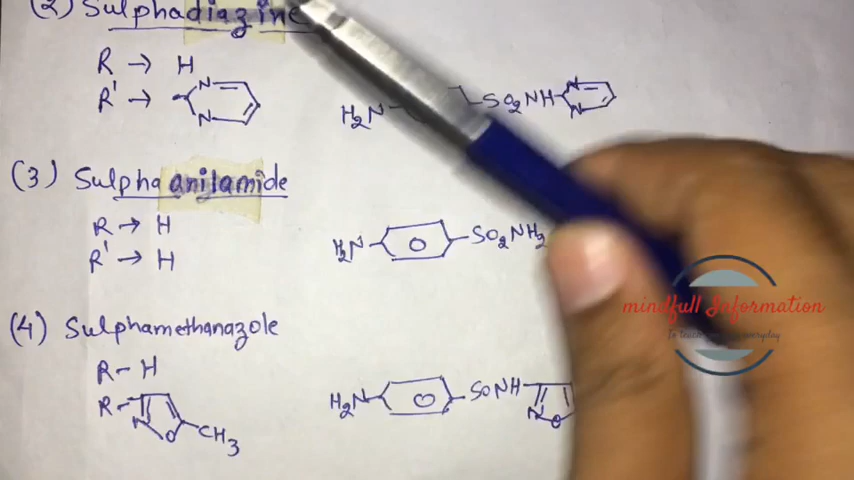 (2) Sulphadiazine
R → H
R' → N N
H₂N SO₂NH N N
(3) Sulphaanilamide
R → H
R' → H
H₂N SO₂NH₂
(4) Sulphamethanazole
R - H
R - N O CH₃
H₂N SONH N O
mindfull Information